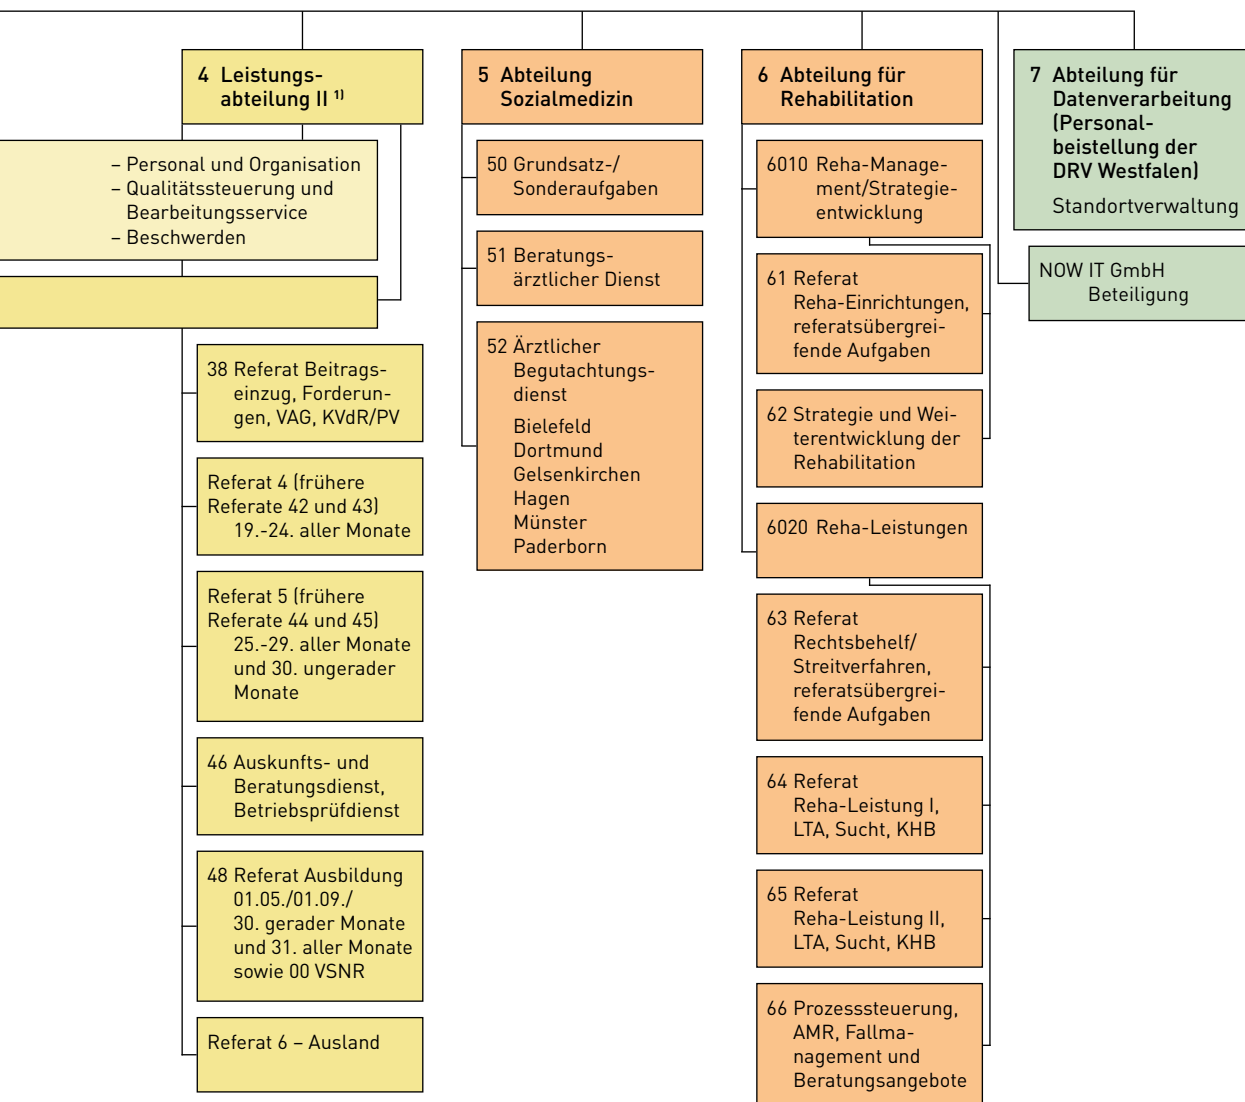 4 Leistungs-
abteilung II ¹⁾
– Personal und Organisation
– Qualitätssteuerung und
Bearbeitungsservice
– Beschwerden
38 Referat Beitrags-
einzug, Forderun-
gen, VAG, KVdR/PV
Referat 4 (frühere
Referate 42 und 43)
19.-24. aller Monate
Referat 5 (frühere
Referate 44 und 45)
25.-29. aller Monate
und 30. ungerader
Monate
46 Auskunfts- und
Beratungsdienst,
Betriebsprüfdienst
48 Referat Ausbildung
01.05./01.09./
30. gerader Monate
und 31. aller Monate
sowie 00 VSNR
Referat 6 – Ausland
5 Abteilung
Sozialmedizin
50 Grundsatz-/
Sonderaufgaben
51 Beratungs-
ärztlicher Dienst
52 Ärztlicher
Begutachtungs-
dienst
Bielefeld
Dortmund
Gelsenkirchen
Hagen
Münster
Paderborn
6 Abteilung für
Rehabilitation
6010 Reha-Manage-
ment/Strategie-
entwicklung
61 Referat
Reha-Einrichtungen,
referatsübergrei-
fende Aufgaben
62 Strategie und Wei-
terentwicklung der
Rehabilitation
6020 Reha-Leistungen
63 Referat
Rechtsbehelf/
Streitverfahren,
referatsübergrei-
fende Aufgaben
64 Referat
Reha-Leistung I,
LTA, Sucht, KHB
65 Referat
Reha-Leistung II,
LTA, Sucht, KHB
66 Prozesssteuerung,
AMR, Fallma-
nagement und
Beratungsangebote
7 Abteilung für
Datenverarbeitung
(Personal-
beistellung der
DRV Westfalen)
Standortverwaltung
NOW IT GmbH
Beteiligung